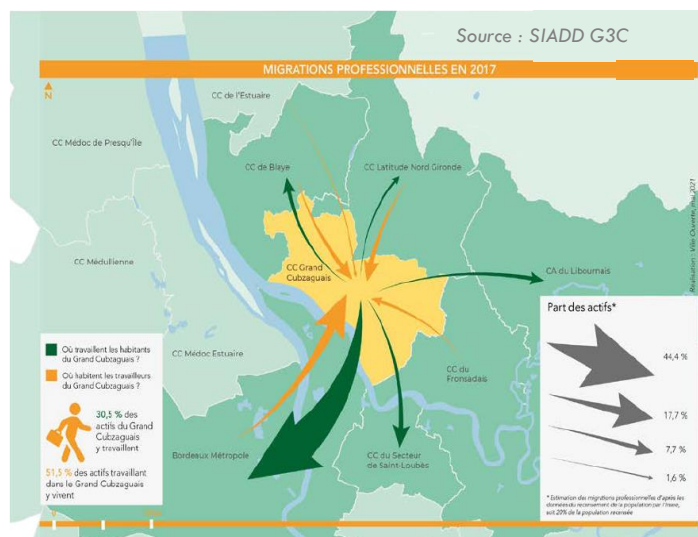 Source : SIADD G3C
MIGRATIONS PROFESSIONNELLES EN 2017
N
CC de l'Estuaire
CC Médoc de Presqu'île
CC de Blaye
CC Latitude Nord Gironde
CC Médullienne
CC Grand
Cubzaguais
CA du Libournais
Réalisation : Ville Ouverte, mai 2021
CC Médoc Estuaire
CC du
Fronsadais
Bordeaux Métropole
CC du Secteur
de Saint-Loubès
Où travaillent les habitants
du Grand Cubzaguais ?
Où habitent les travailleurs
du Grand Cubzaguais ?
30,5 % des
actifs du Grand
Cubzaguais
y travaillent
51,5 % des actifs travaillant
dans le Grand Cubzaguais
y vivent
Part des actifs*
44,4 %
17,7 %
7,7 %
1,6 %
* Estimation des migrations professionnelles d'après les
données du recensement de la population par l'Insee,
soit 20% de la population recensée